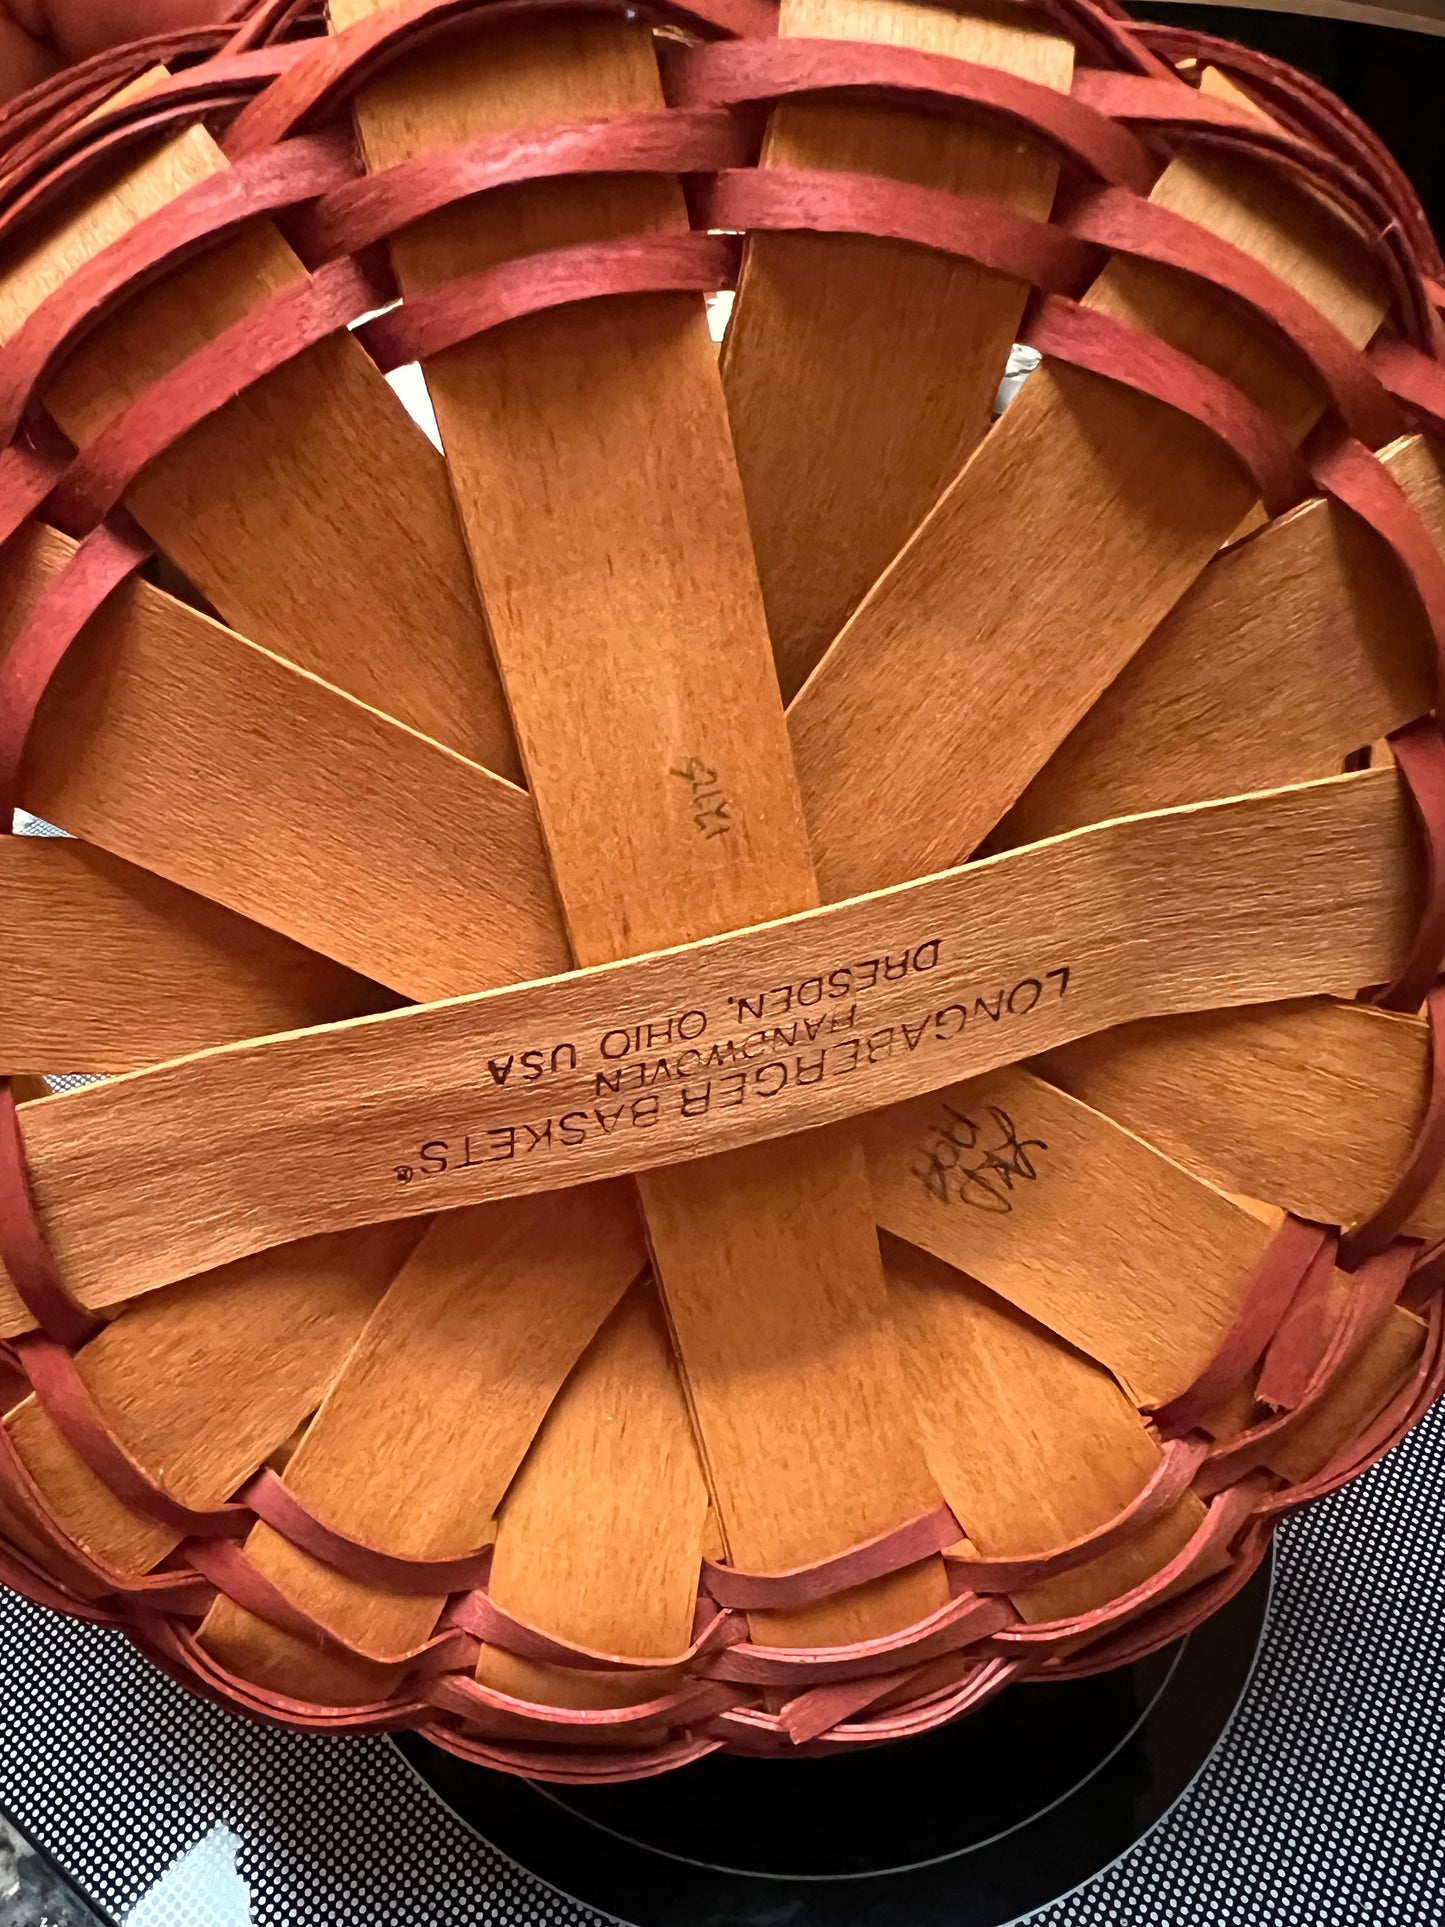 LONGABERGER BASKETS®
HANDWOVEN
DRESDEN, OHIO USA